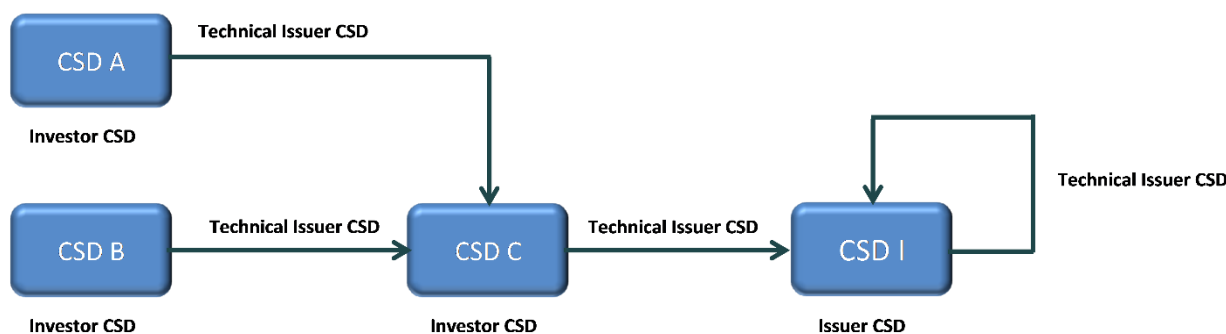 Technical Issuer CSD
CSD A
Investor CSD
Technical Issuer CSD
CSD B
Technical Issuer CSD
CSD C
Technical Issuer CSD
CSD I
Investor CSD
Investor CSD
Issuer CSD